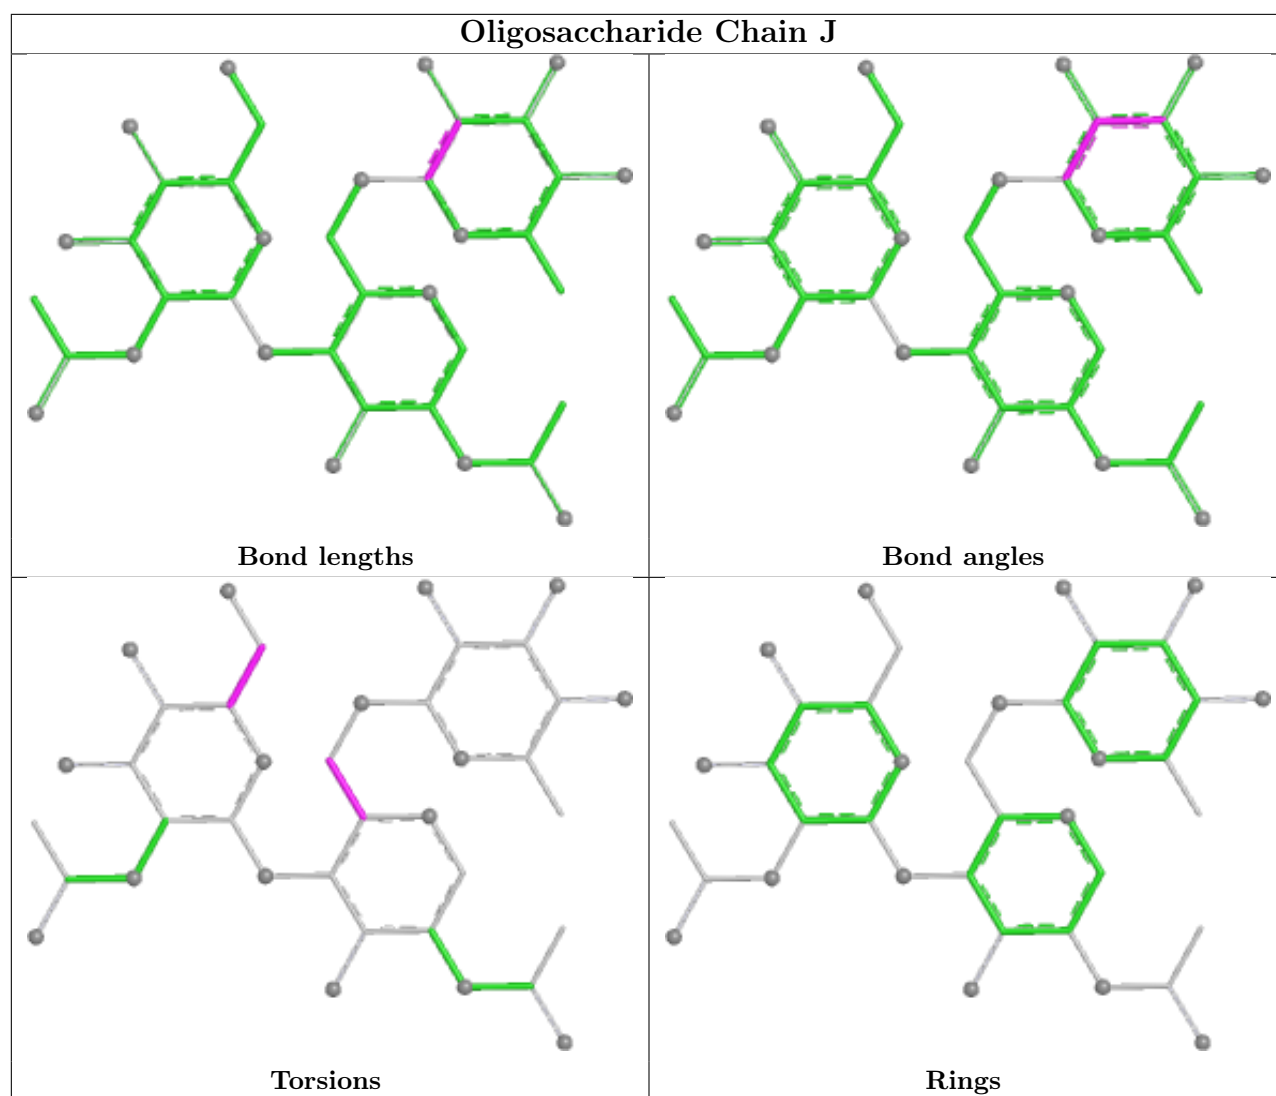 Oligosaccharide Chain J
Bond lengths
Bond angles
Torsions
Rings